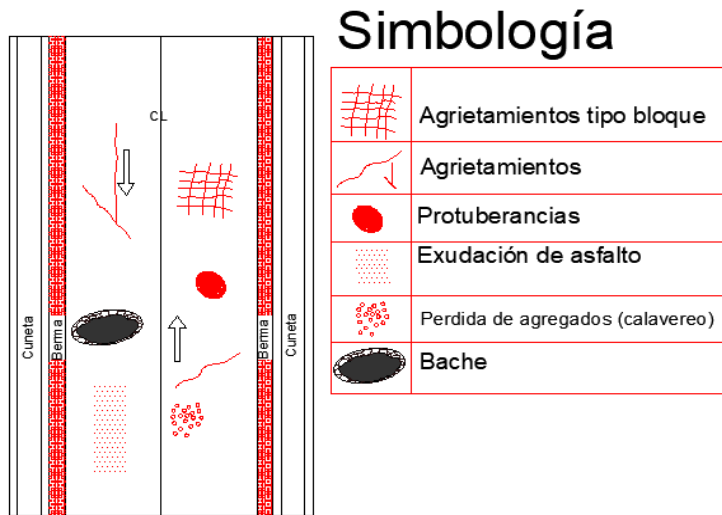 Simbología
CL
Cuneta
Berma
Berma
Cuneta
Agrietamientos tipo bloque
Agrietamientos
Protuberancias
Exudación de asfalto
Perdida de agregados (calavereo)
Bache